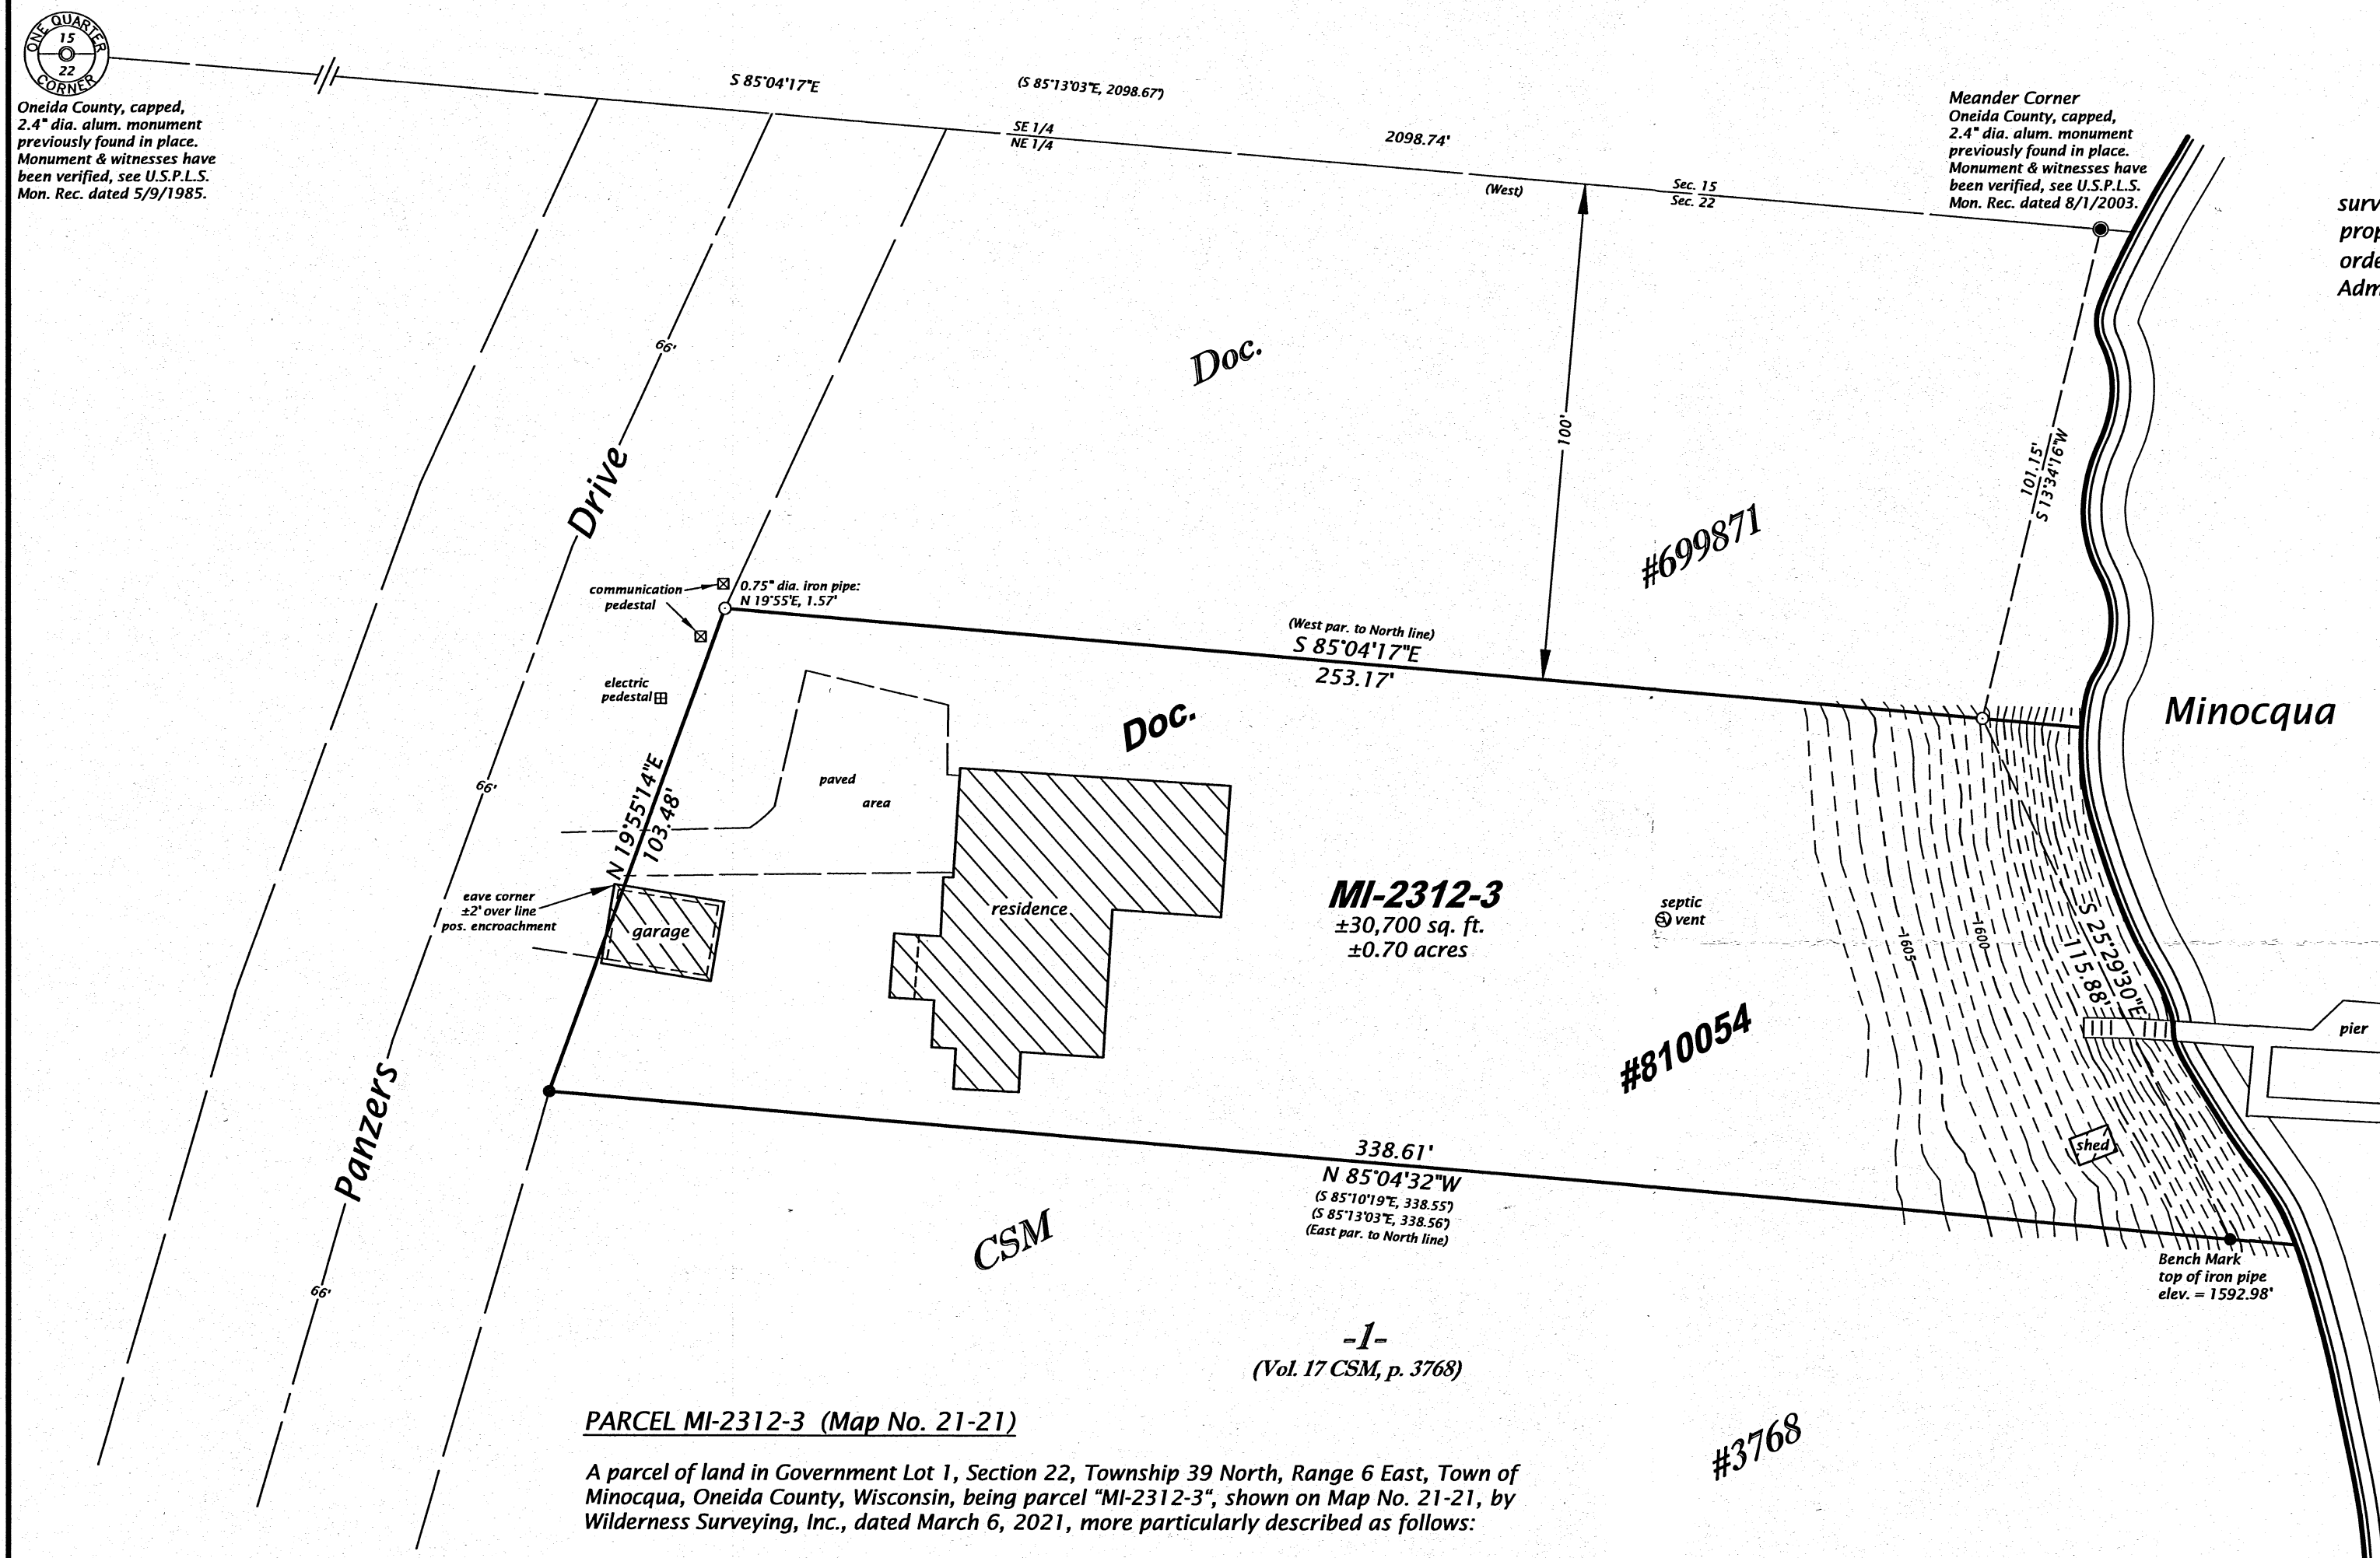 ONE QUARTER
15
22
CORNER
Oneida County, capped,
2.4" dia. alum. monument
previously found in place.
Monument & witnesses have
been verified, see U.S.P.L.S.
Mon. Rec. dated 5/9/1985.
S 85°04'17"E
(S 85°13'03"E, 2098.67')
SE 1/4
NE 1/4
2098.74'
(West)
Sec. 15
Sec. 22
Meander Corner
Oneida County, capped,
2.4" dia. alum. monument
previously found in place.
Monument & witnesses have
been verified, see U.S.P.L.S.
Mon. Rec. dated 8/1/2003.
surv
prop
orde
Adm
66'
Doc.
100'
101.15'
S 13°34'16"W
Drive
#699871
communication
pedestal
0.75" dia. iron pipe:
N 19°55'E, 1.57'
(West par. to North line)
S 85°04'17"E
253.17'
electric
pedestal
Doc.
Minocqua
66'
N 19°55'14"E
103.48'
paved
area
eave corner
±2' over line
pos. encroachment
garage
residence
MI-2312-3
±30,700 sq. ft.
±0.70 acres
septic
vent
1605
1600
S 25°29'30"E
115.88'
pier
#810054
shed
Panzers
338.61'
N 85°04'32"W
(S 85°10'19"E, 338.55')
(S 85°13'03"E, 338.56')
(East par. to North line)
CSM
Bench Mark
top of iron pipe
elev. = 1592.98'
66'
-1-
(Vol. 17 CSM, p. 3768)
#3768
PARCEL MI-2312-3 (Map No. 21-21)
A parcel of land in Government Lot 1, Section 22, Township 39 North, Range 6 East, Town of
Minocqua, Oneida County, Wisconsin, being parcel "MI-2312-3", shown on Map No. 21-21, by
Wilderness Surveying, Inc., dated March 6, 2021, more particularly described as follows: